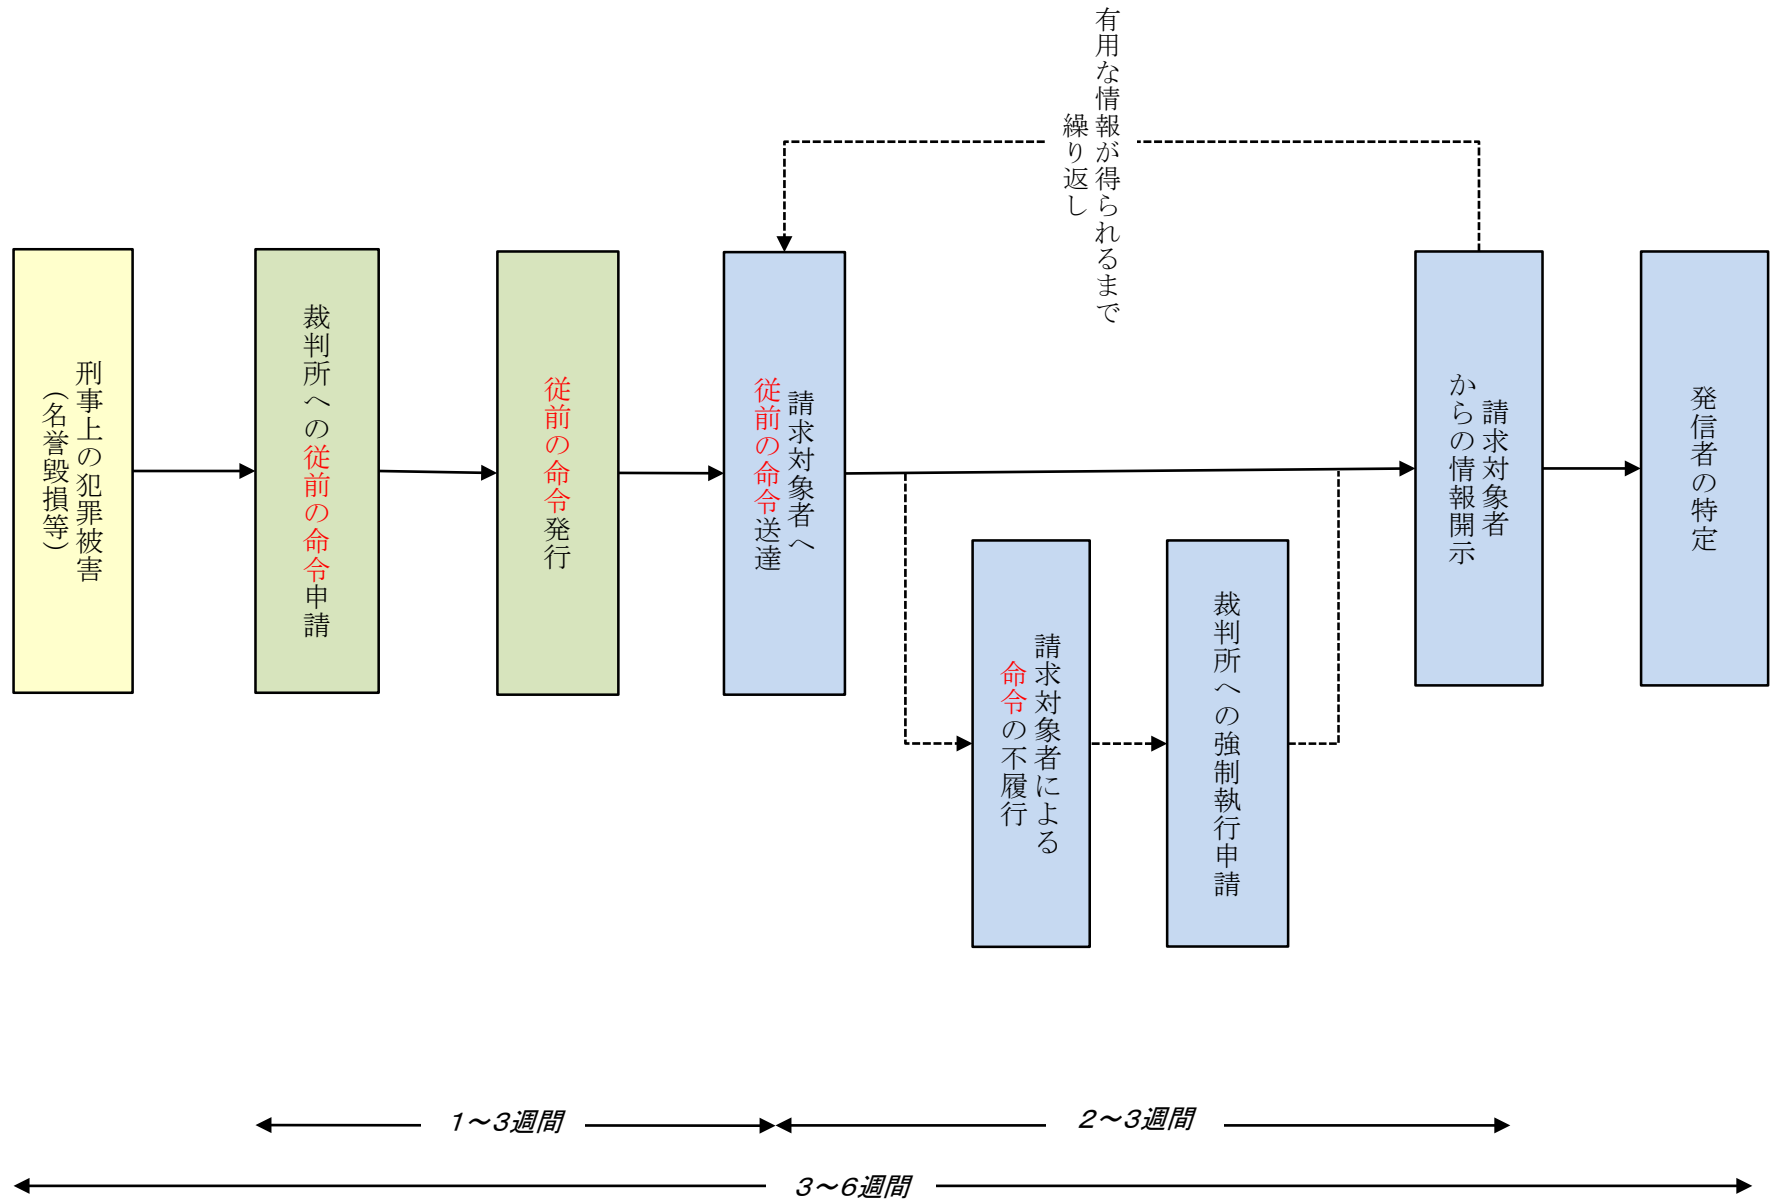 有用な情報が得られるまで
繰り返し
刑事上の犯罪被害
（名誉毀損等）
裁判所への従前の命令申請
従前の命令発行
請求対象者へ
従前の命令送達
請求対象者による
命令の不履行
裁判所への強制執行申請
請求対象者
からの情報開示
発信者の特定
1～3週間
2～3週間
3～6週間